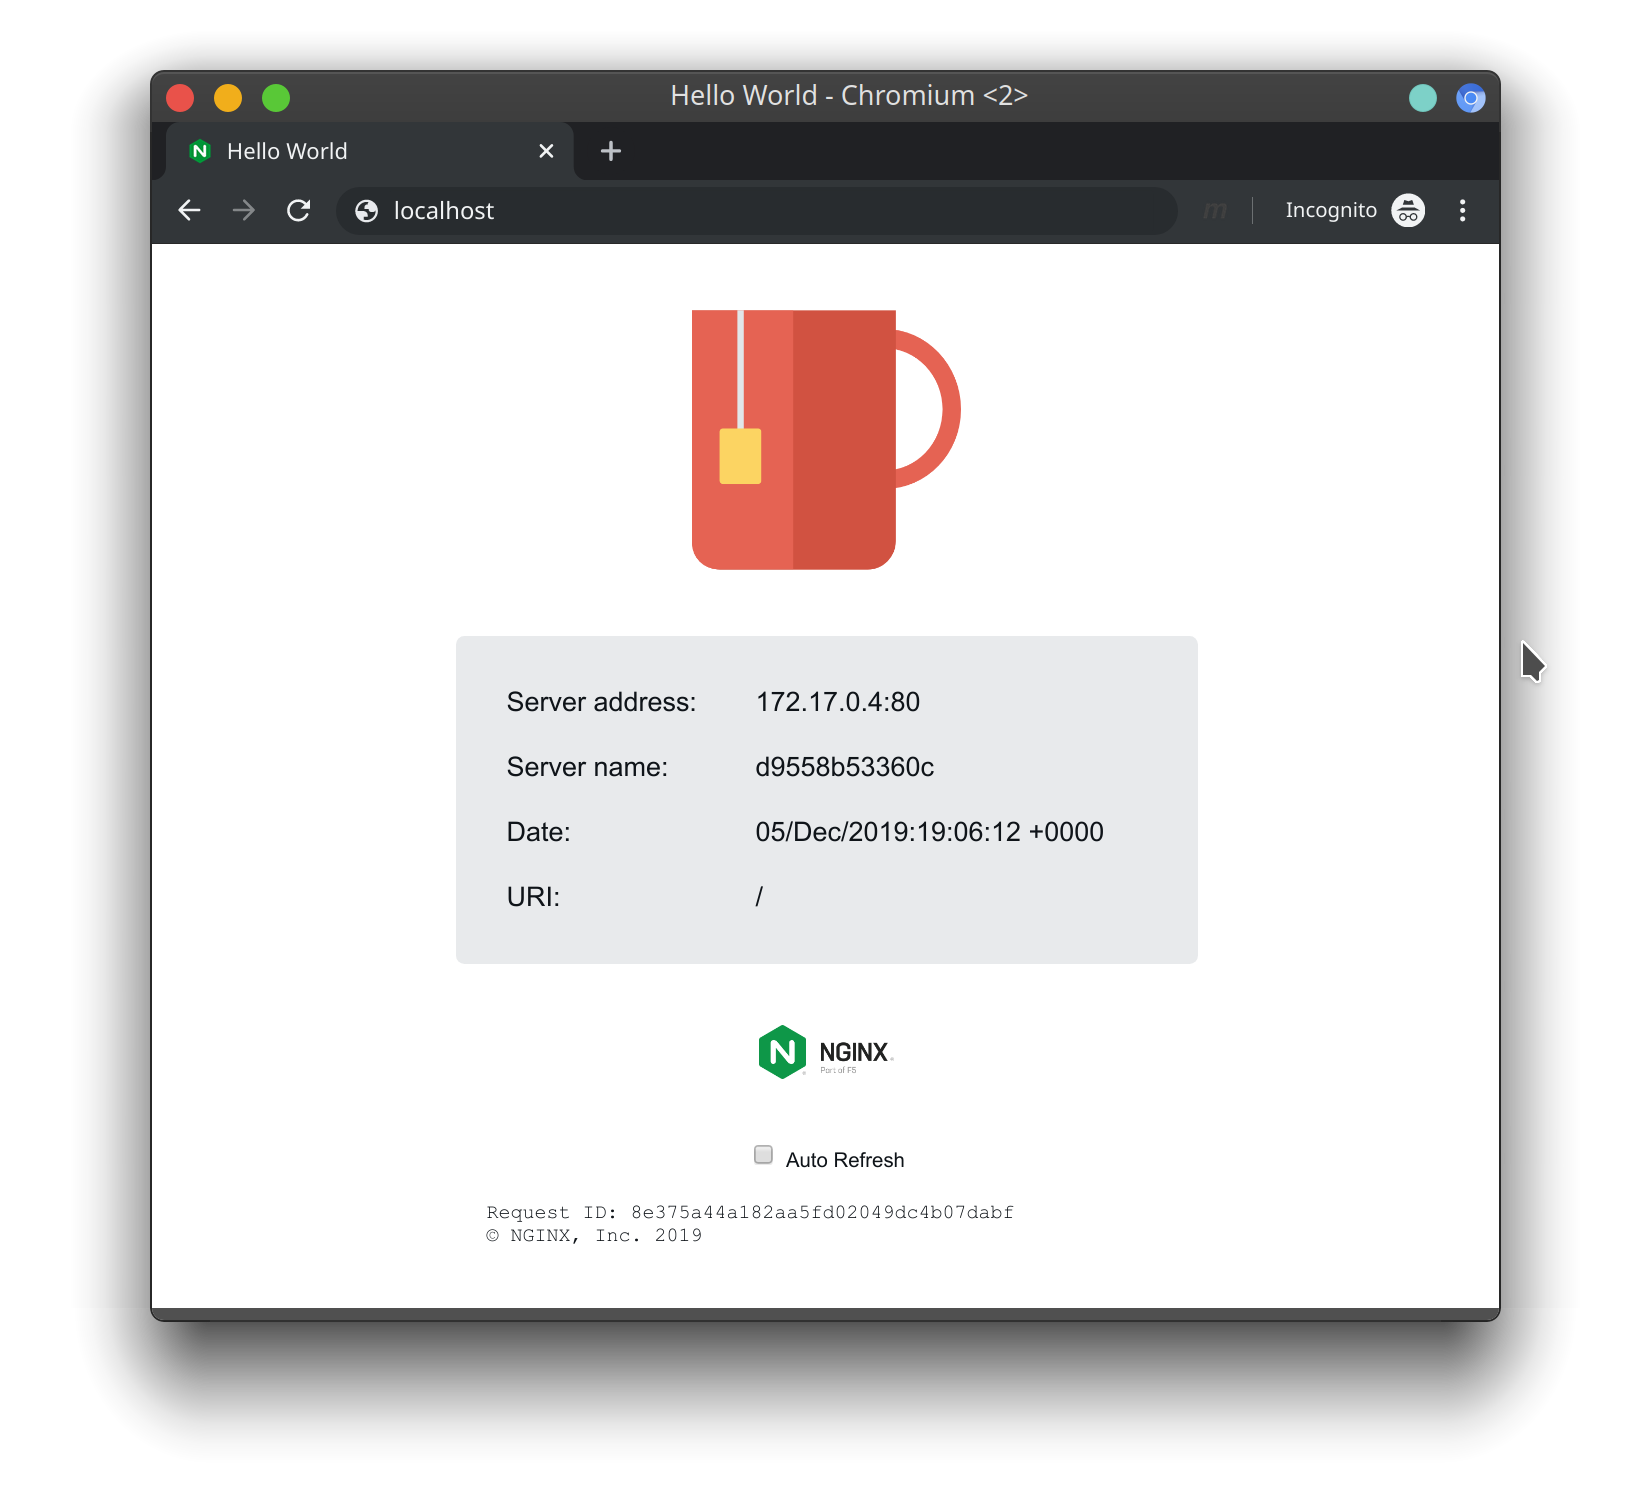 Hello World - Chromium <2>
Hello World
localhost
m Incognito
Server address: 172.17.0.4:80
Server name: d9558b53360c
Date: 05/Dec/2019:19:06:12 +0000
URI: /
N NGINX
Part of F5
Auto Refresh
Request ID: 8e375a44a182aa5fd02049dc4b07dabf
© NGINX, Inc. 2019